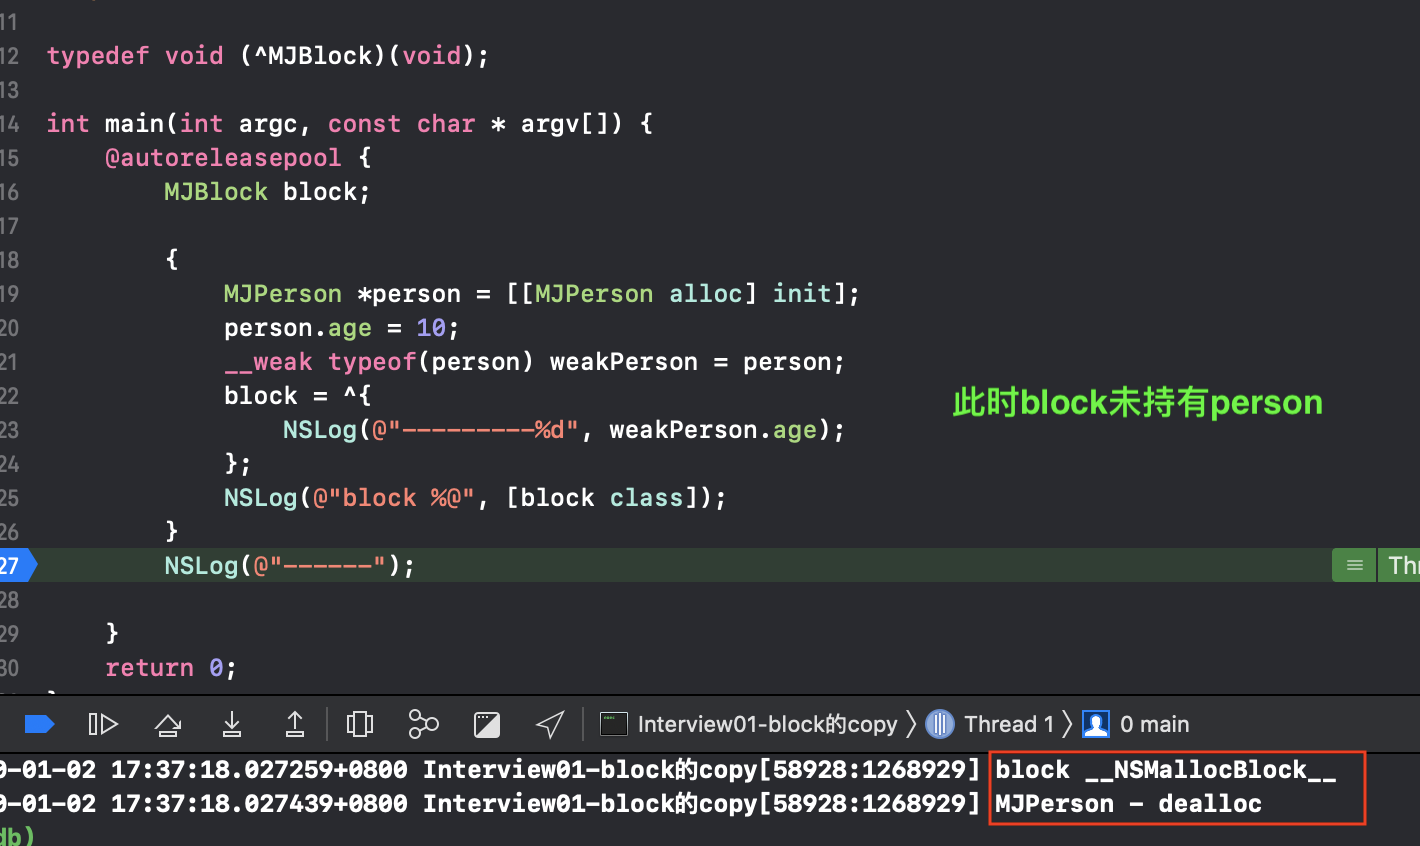 11
12 typedef void (^MJBlock)(void);
13
14 int main(int argc, const char * argv[]) {
15 @autoreleasepool {
16 MJBlock block;
17
18 {
19 MJPerson *person = [[MJPerson alloc] init];
20 person.age = 10;
21 __weak typeof(person) weakPerson = person;
22 block = ^{
此时block未持有person
23 NSLog(@"---------%d", weakPerson.age);
24 };
25 NSLog(@"block %@", [block class]);
26 }
27 NSLog(@"------"); Thr
28
29 }
30 return 0;
Interview01-block的copy 〉 Thread 1 〉 0 main
0-01-02 17:37:18.027259+0800 Interview01-block的copy[58928:1268929] block __NSMallocBlock__
0-01-02 17:37:18.027439+0800 Interview01-block的copy[58928:1268929] MJPerson - dealloc
db)